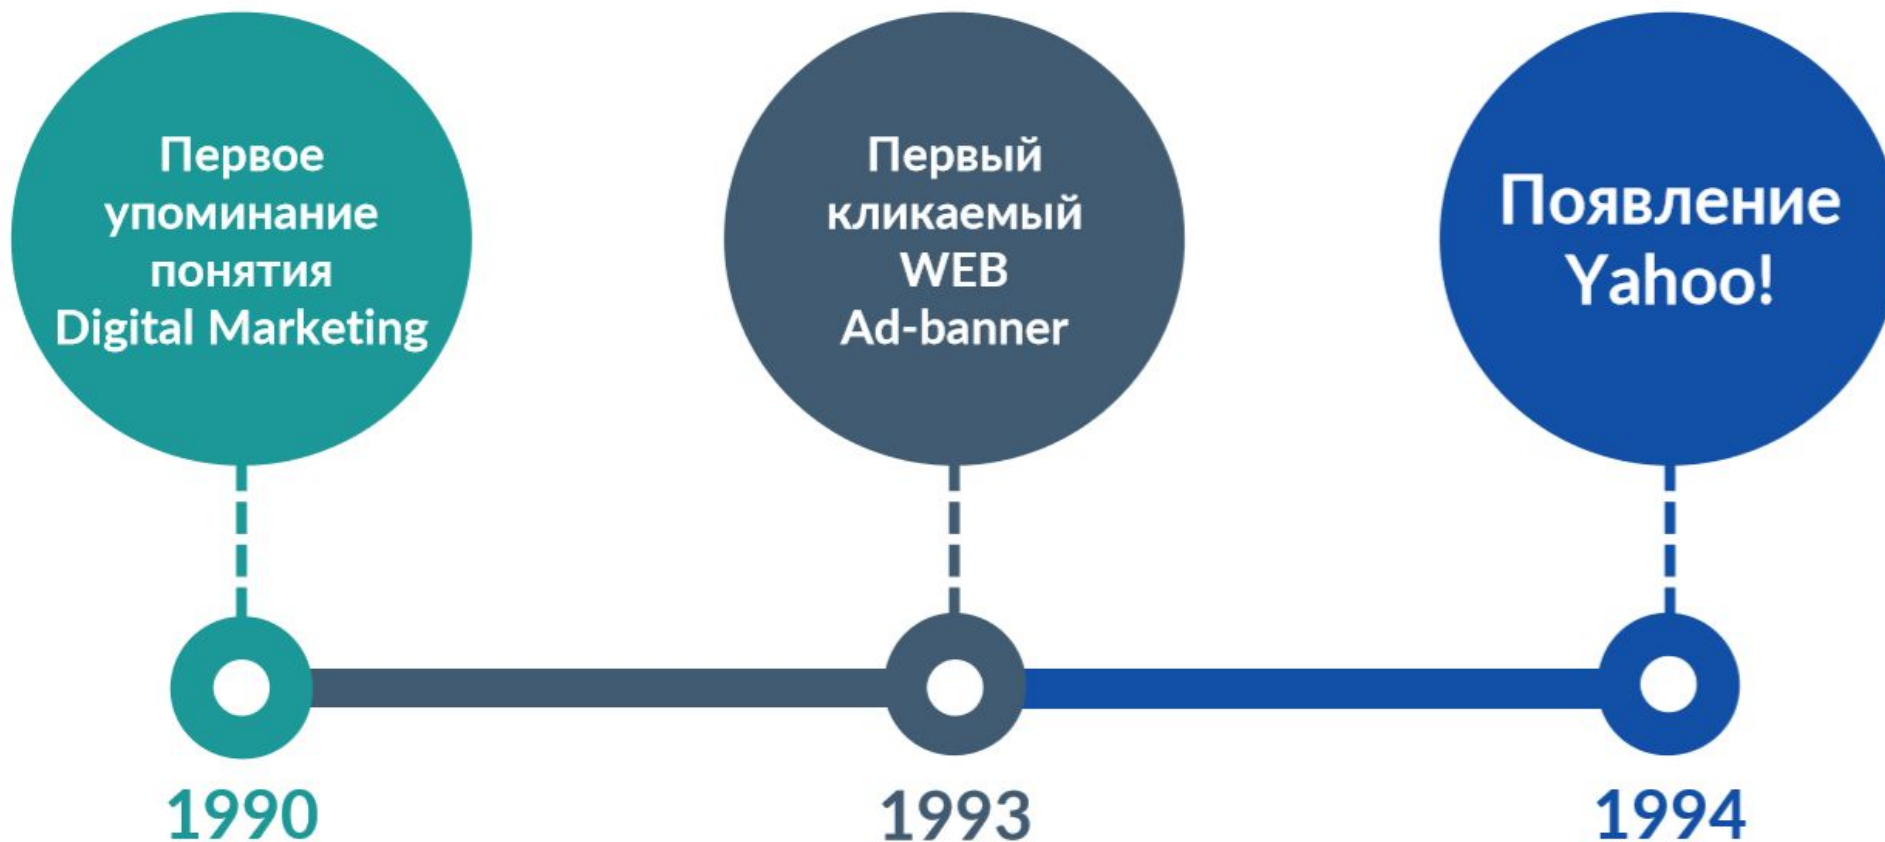 Первое
упоминание
понятия
Digital Marketing
Первый
кликаемый
WEB
Ad-banner
Появление
Yahoo!
1990
1993
1994